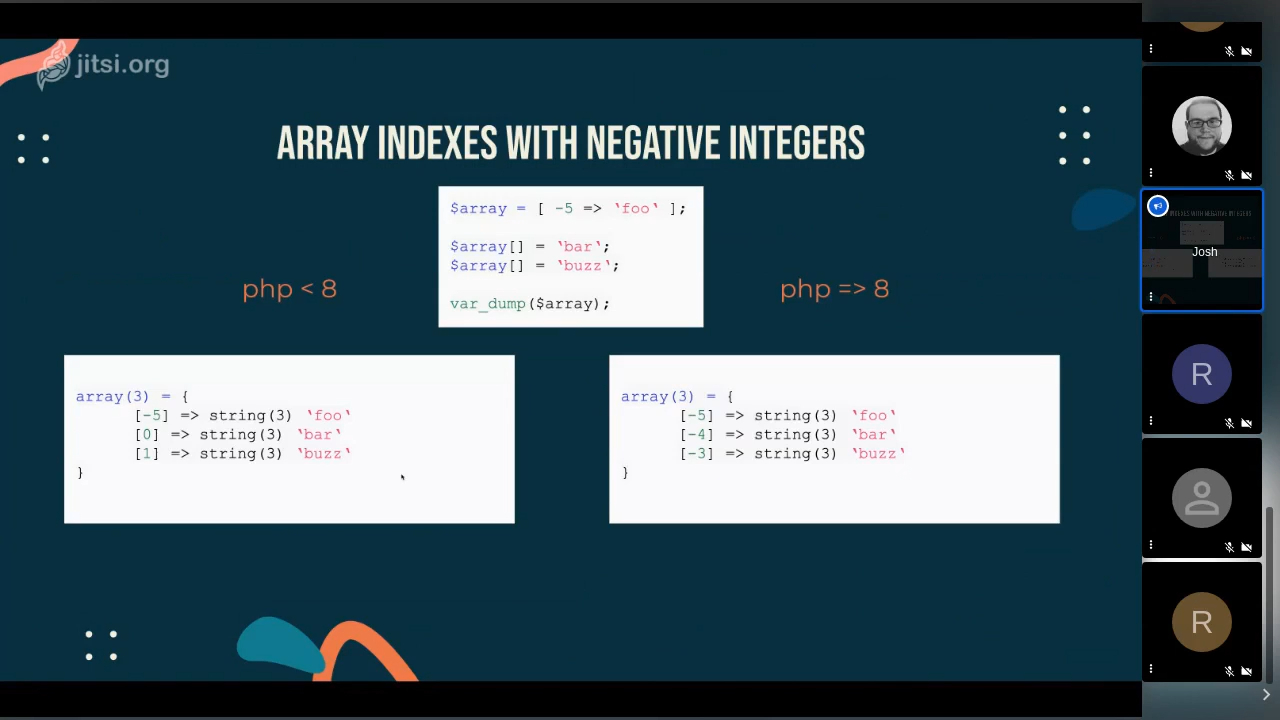 jitsi.org
ARRAY INDEXES WITH NEGATIVE INTEGERS
$array = [ -5 => `foo` ];
$array[] = `bar`;
$array[] = `buzz`;
var_dump($array);
php < 8
php => 8
array(3) = {
[-5] => string(3) `foo`
[0] => string(3) `bar`
[1] => string(3) `buzz`
}
array(3) = {
[-5] => string(3) `foo`
[-4] => string(3) `bar`
[-3] => string(3) `buzz`
}
Josh
R
R